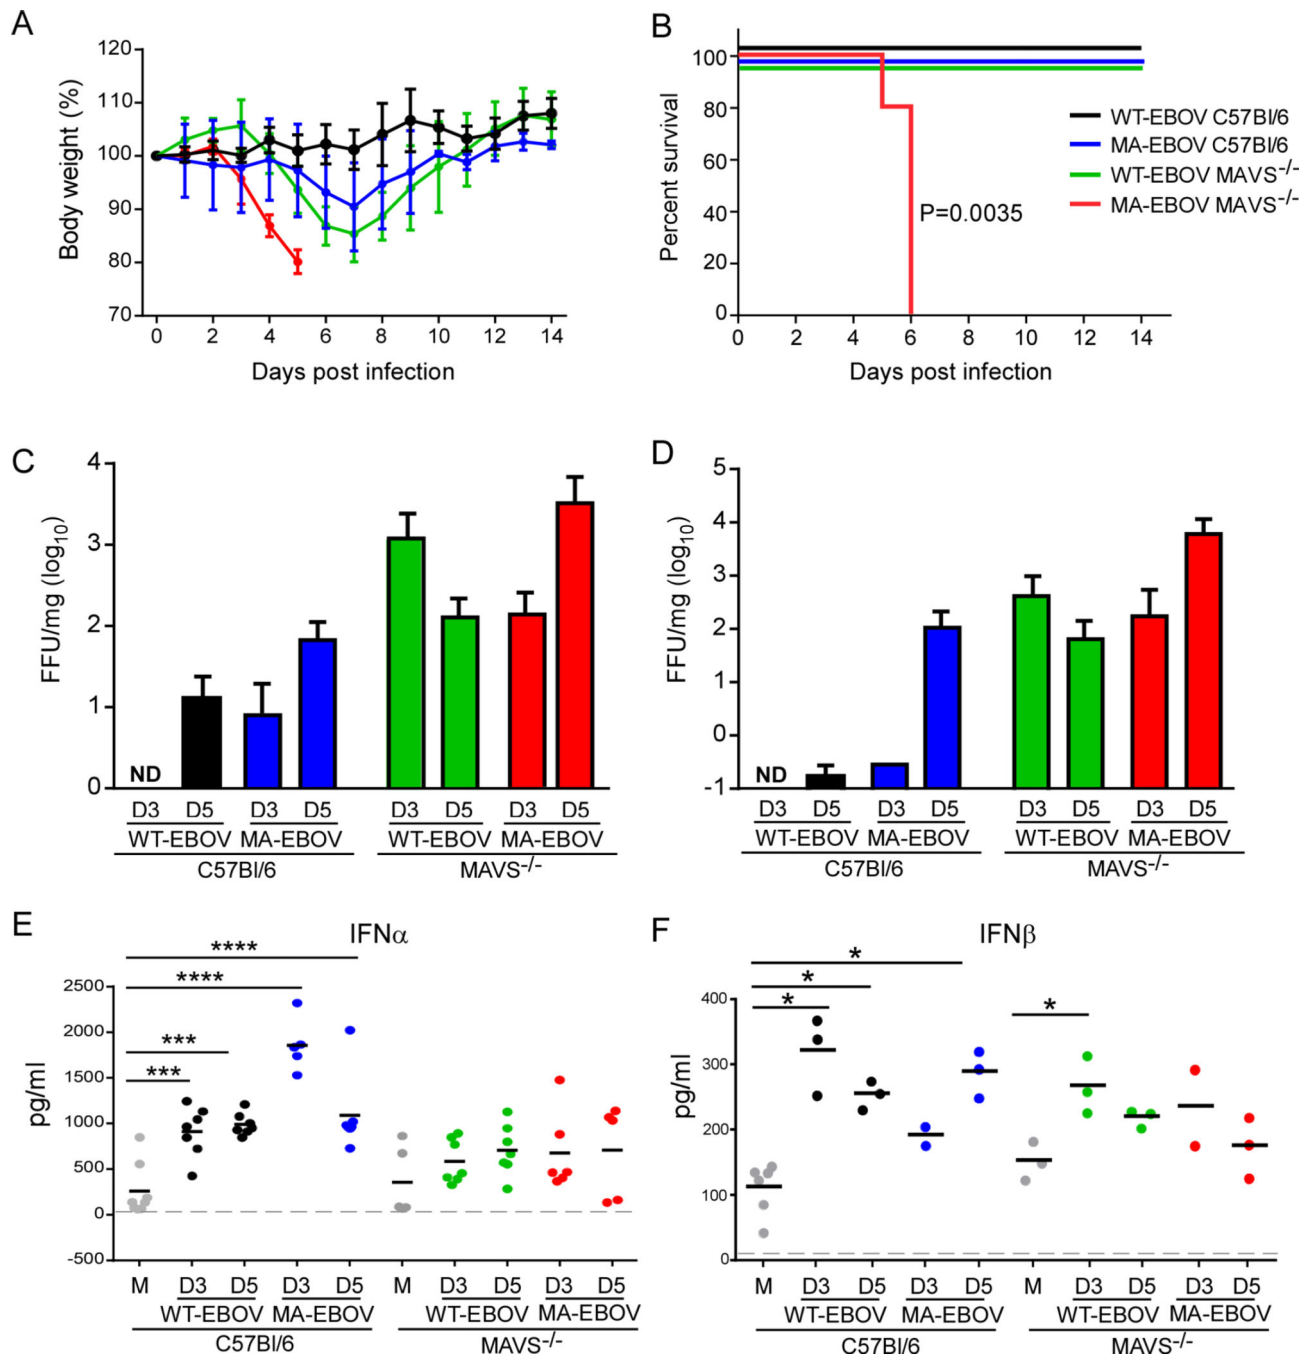 A
120
110
100
90
80
70
Body weight (%)
0 2 4 6 8 10 12 14
Days post infection
B
100
80
60
40
20
0
Percent survival
P=0.0035
0 2 4 6 8 10 12 14
Days post infection
WT-EBOV C57Bl/6
MA-EBOV C57Bl/6
WT-EBOV MAVS-/-
MA-EBOV MAVS-/-
C
4
3
2
1
0
FFU/mg (log10)
ND
D3 D5 D3 D5 D3 D5 D3 D5
WT-EBOV MA-EBOV WT-EBOV MA-EBOV
C57Bl/6 MAVS-/-
D
5
4
3
2
1
0
-1
FFU/mg (log10)
ND
D3 D5 D3 D5 D3 D5 D3 D5
WT-EBOV MA-EBOV WT-EBOV MA-EBOV
C57Bl/6 MAVS-/-
E
IFNα
****
****
***
***
2500
2000
1500
1000
500
0
-500
pg/ml
M D3 D5 D3 D5 M D3 D5 D3 D5
WT-EBOV MA-EBOV WT-EBOV MA-EBOV
C57Bl/6 MAVS-/-
F
IFNβ
*
*
*
*
400
300
200
100
0
pg/ml
M D3 D5 D3 D5 M D3 D5 D3 D5
WT-EBOV MA-EBOV WT-EBOV MA-EBOV
C57Bl/6 MAVS-/-